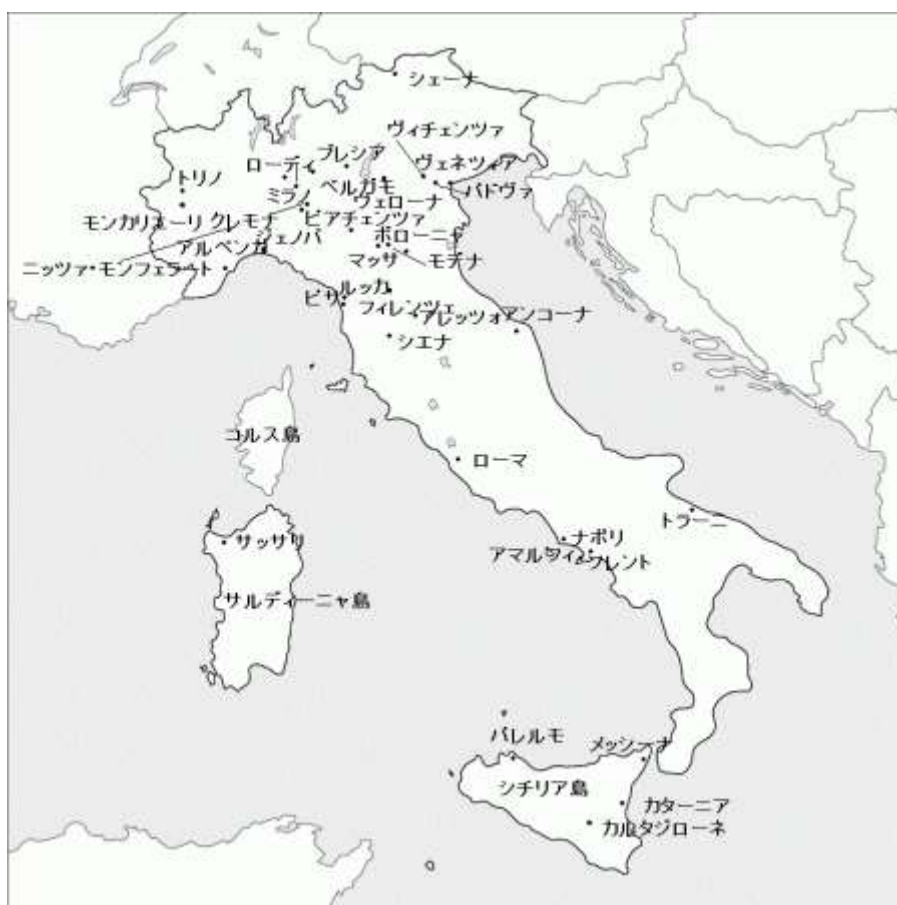 シェーナ
ヴィチェンツァ
ブレシア
ローディ
ヴェネツィア
トリノ
ミラノ
ベルガモ
パドヴァ
ヴェローナ
モンカリエーリ
クレモナ
ピアチェンツァ
ジェノバ
ボローニャ
アルベンガ
マッサ
モデナ
ニッツァ・モンフェラート
ルッカ
ピサ
フィレンツェ
アレッツォ
アンコーナ
シエナ
コルス島
ローマ
トラーニ
ナポリ
サッサリ
アマルフィ
サルディーニャ島
パレルモ
メッシーナ
シチリア島
カターニア
カルタジローネ